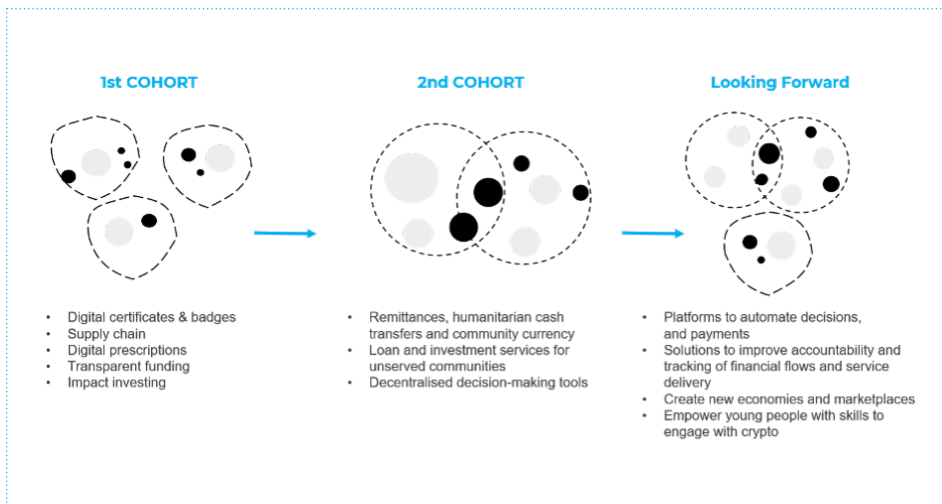 1st COHORT
• Digital certificates & badges
• Supply chain
• Digital prescriptions
• Transparent funding
• Impact investing
2nd COHORT
• Remittances, humanitarian cash
transfers and community currency
• Loan and investment services for
unserved communities
• Decentralised decision-making tools
Looking Forward
• Platforms to automate decisions,
and payments
• Solutions to improve accountability and
tracking of financial flows and service
delivery
• Create new economies and marketplaces
• Empower young people with skills to
engage with crypto